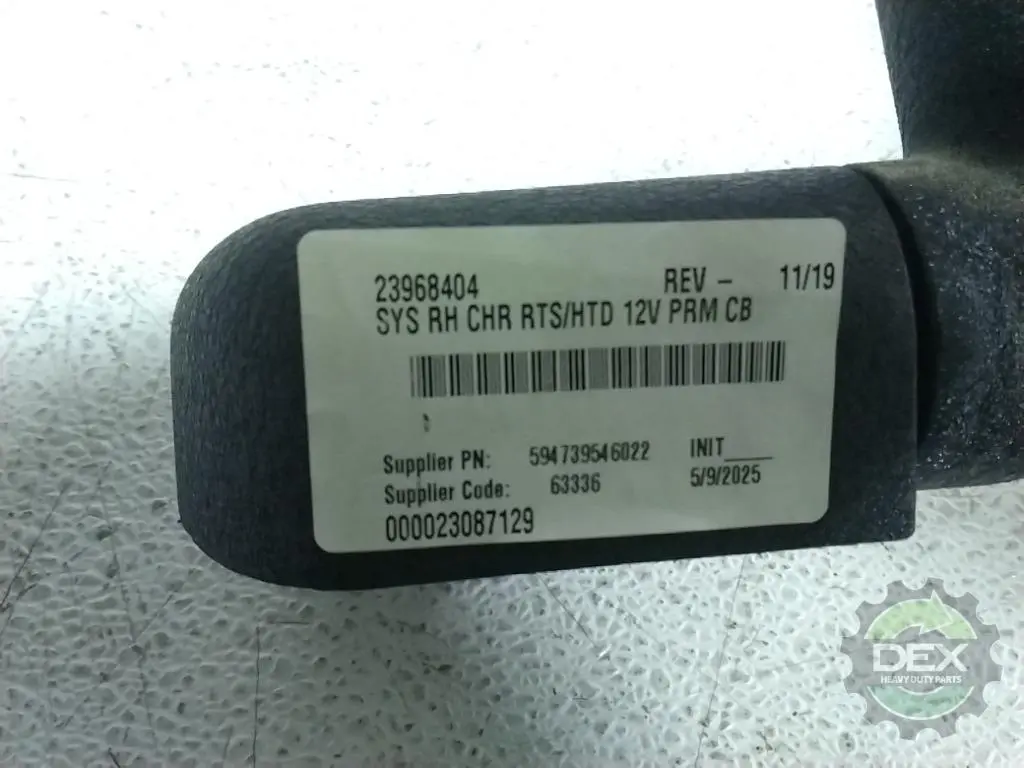 23968404 REV - 11/19
SYS RH CHR RTS/HTD 12V PRM CB
Supplier PN: 594739546022 INIT____
Supplier Code: 63336 5/9/2025
000023087129
DEX
HEAVY DUTY PARTS